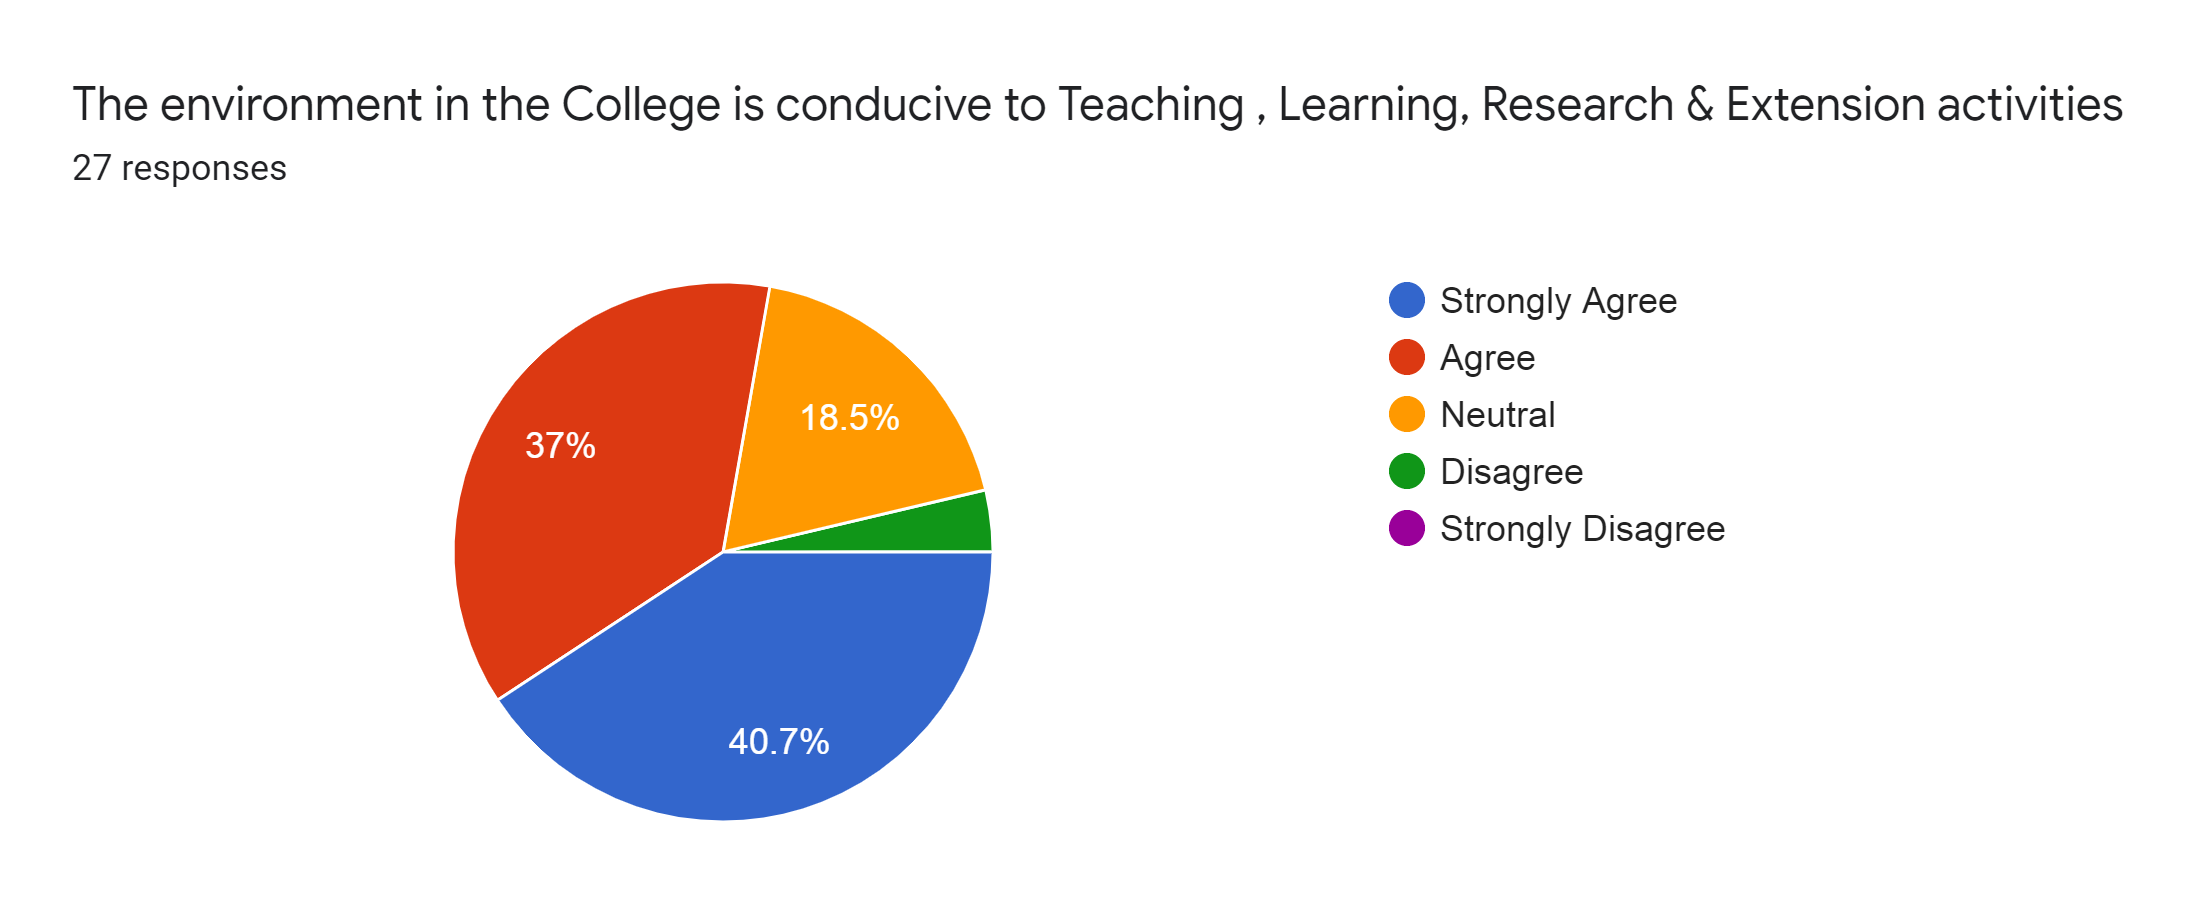 The environment in the College is conducive to Teaching , Learning, Research & Extension activities
27 responses
Strongly Agree
Agree
Neutral
Disagree
Strongly Disagree
37%
18.5%
40.7%